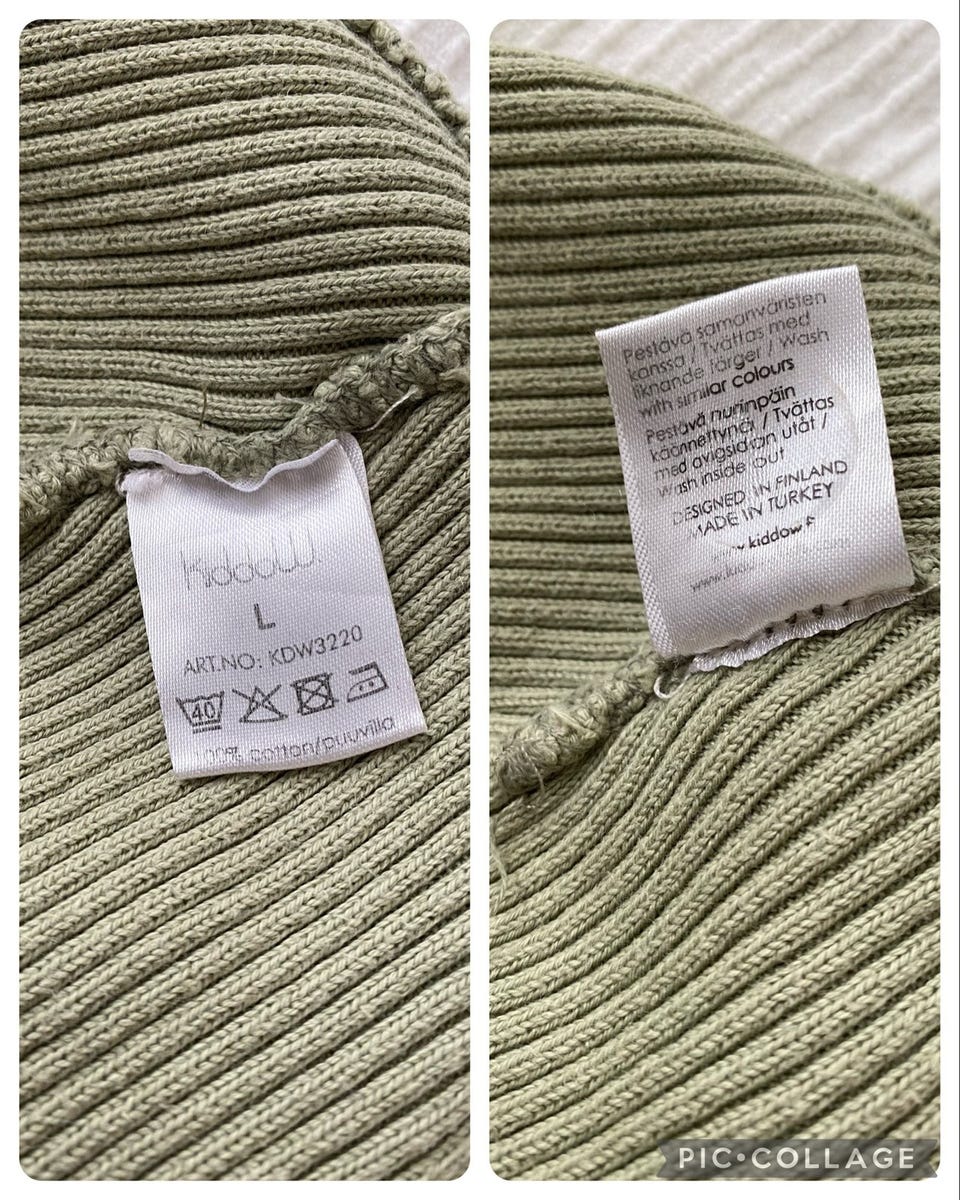 kiddoW.
L
ART.NO: KDW3220
40
100% cotton/puuvilla
Pestävä samanväristen
kanssa / Tvättas med
liknande färger / Wash
with similar colours
Pestävä nurinpäin
käännettynä / Tvättas
med avigsidan utåt /
Wash inside out
DESIGNED IN FINLAND
MADE IN TURKEY
www.kiddow.fi
PIC•COLLAGE